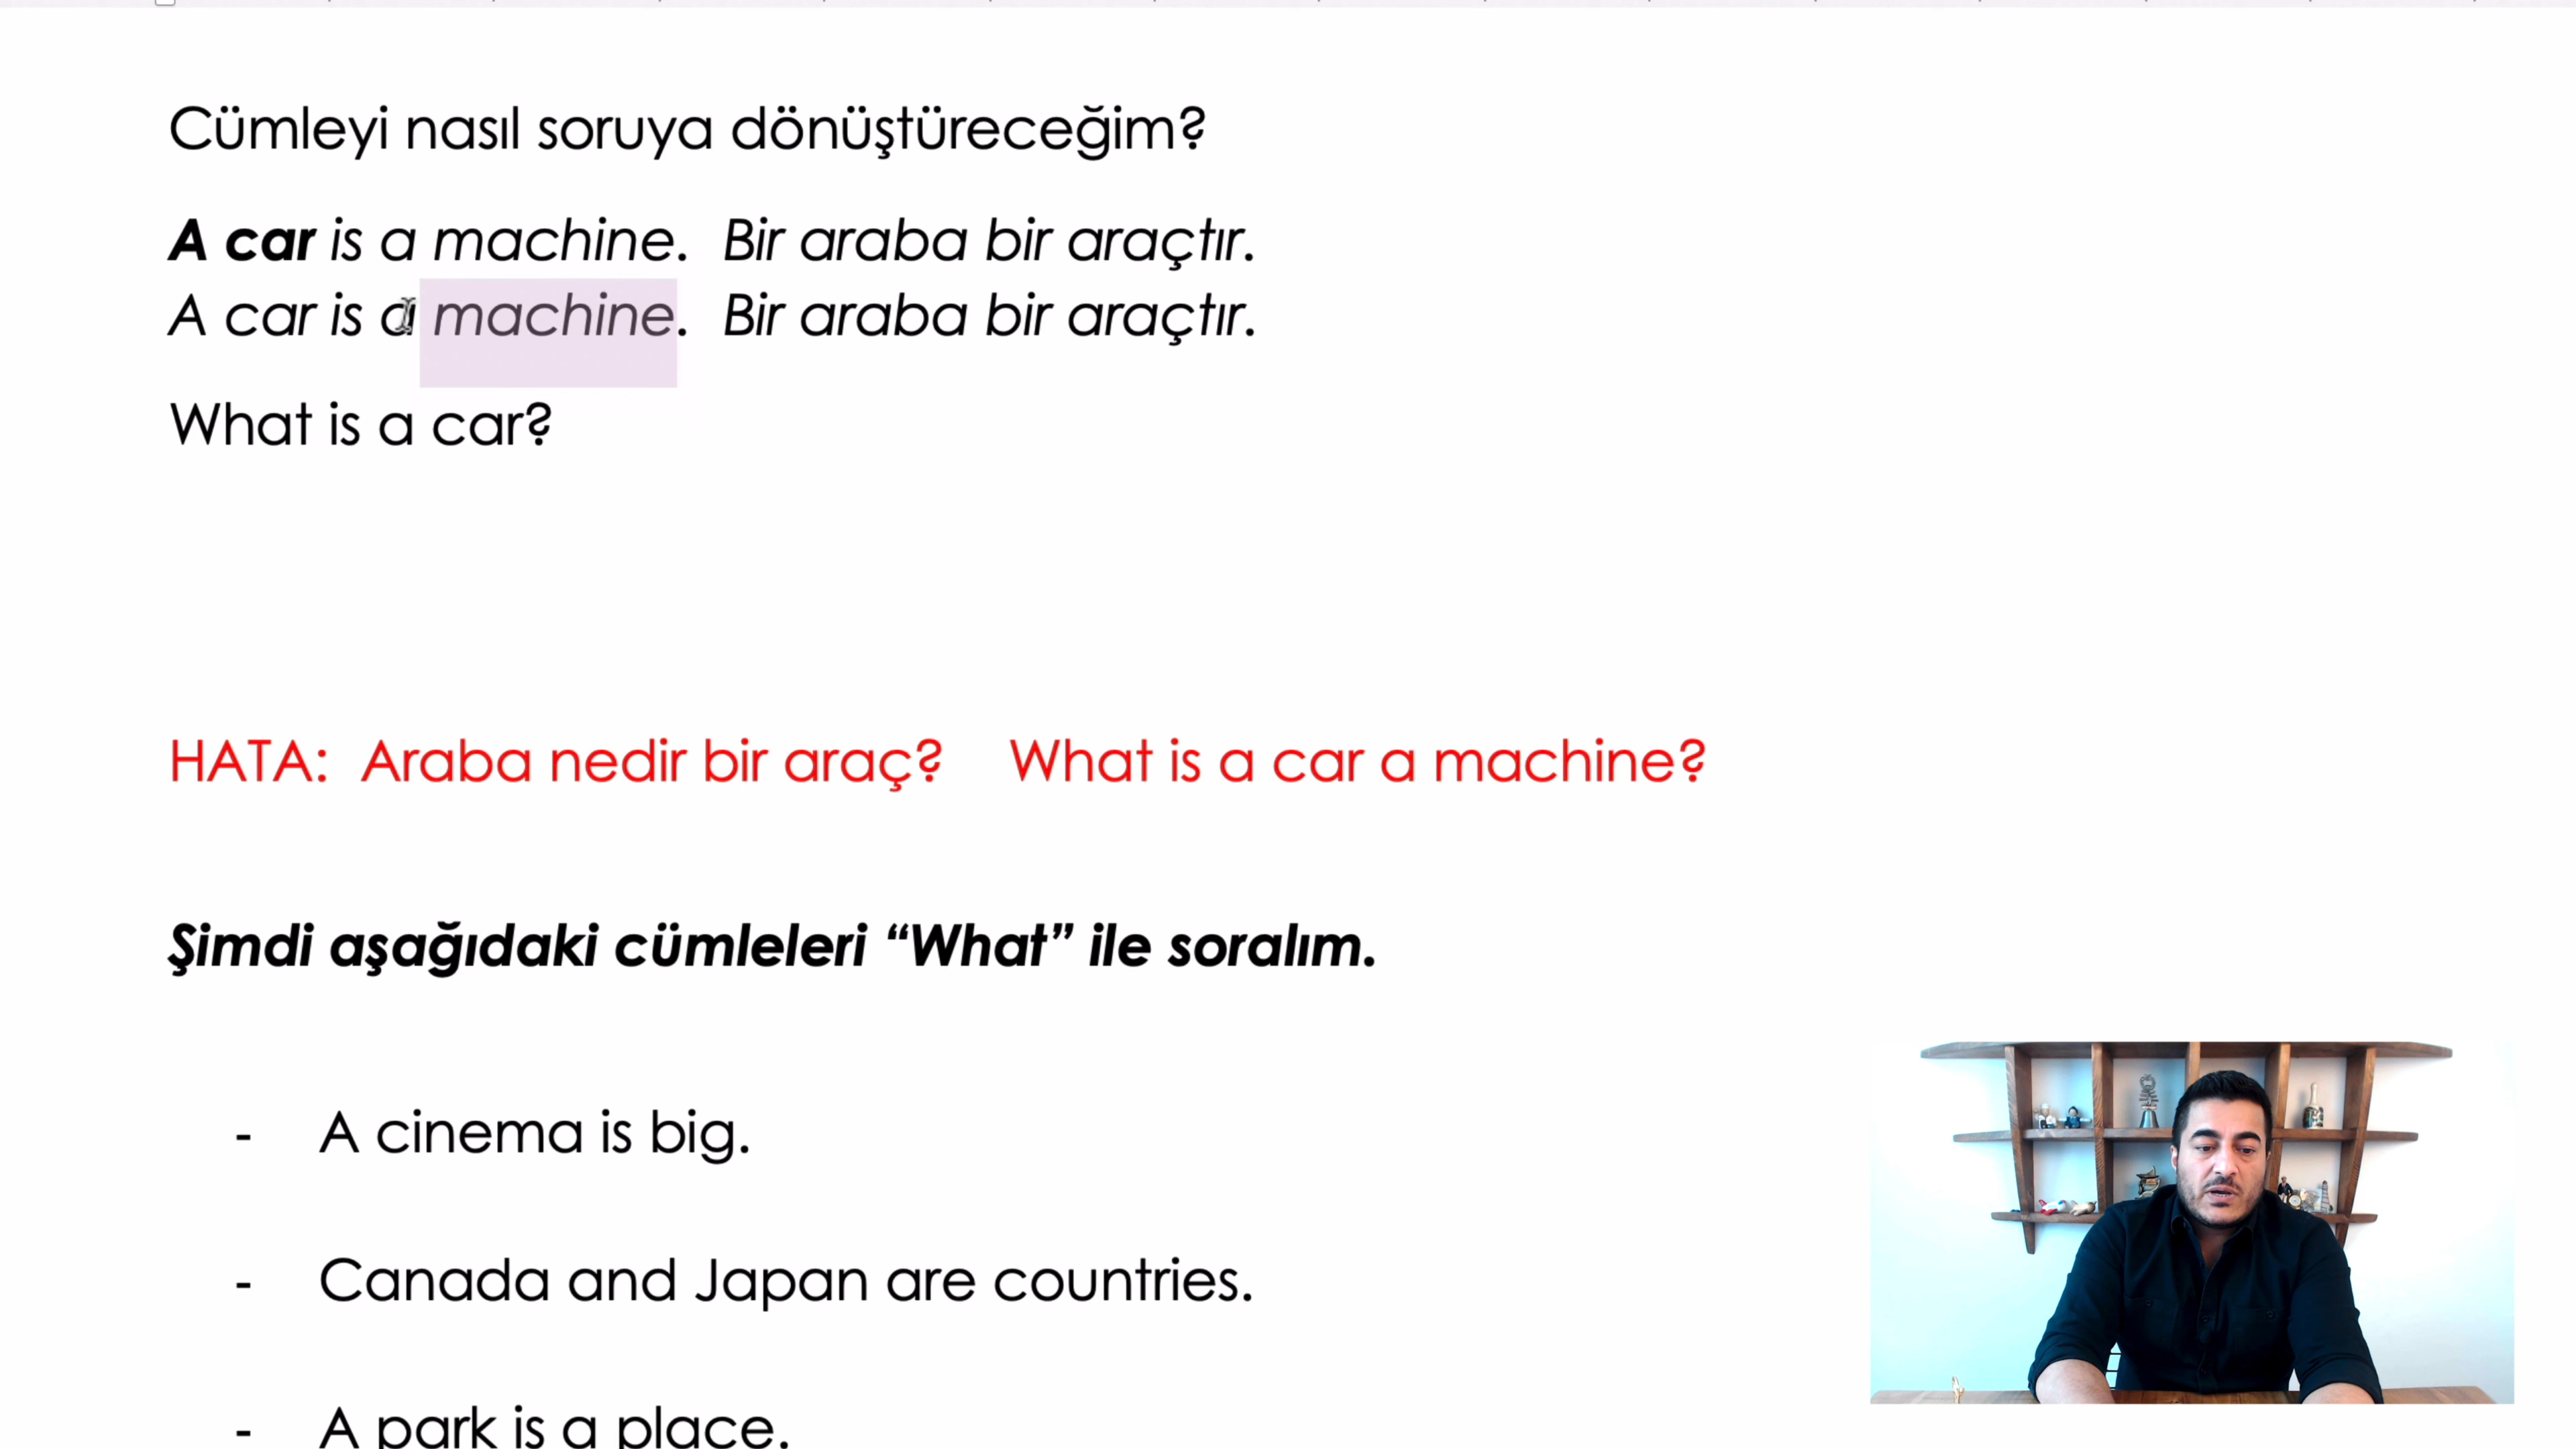 Cümleyi nasıl soruya dönüştüreceğim?
A car is a machine. Bir araba bir araçtır.
A car is a machine. Bir araba bir araçtır.
What is a car?
HATA: Araba nedir bir araç? What is a car a machine?
Şimdi aşağıdaki cümleleri “What” ile soralım.
- A cinema is big.
- Canada and Japan are countries.
- A park is a place.